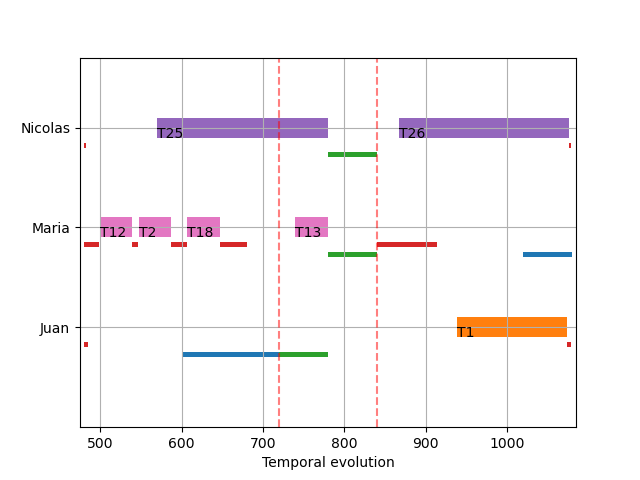 Nicolas
T25
T26
Maria
T12
T2
T18
T13
Juan
T1
500
600
700
800
900
1000
Temporal evolution